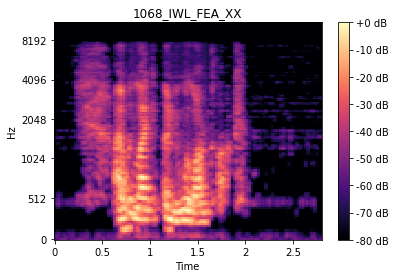 1068_IWL_FEA_XX
+0 dB
8192
-10 dB
4096
-20 dB
-30 dB
2048
Hz
-40 dB
1024
-50 dB
512
-60 dB
-70 dB
0
-80 dB
0 0.5 1 1.5 2 2.5
Time